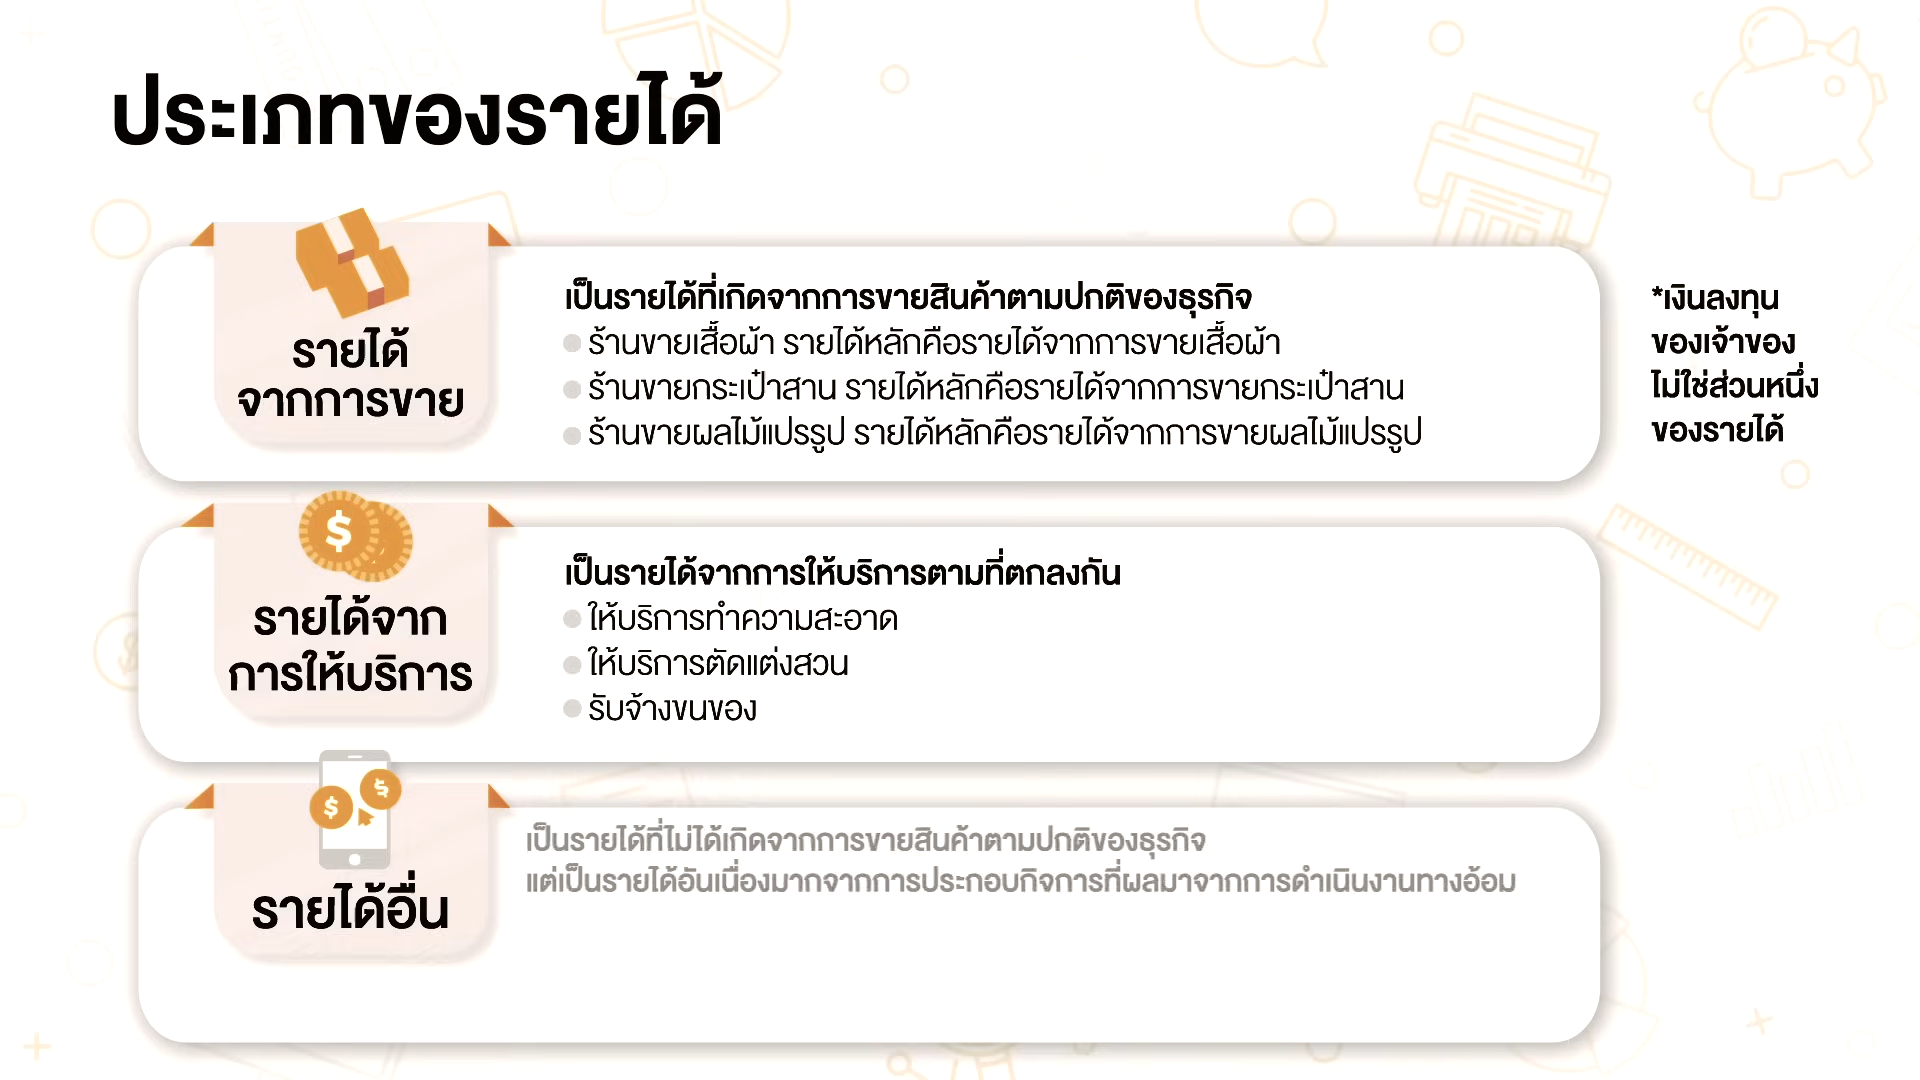 ประเภทของรายได้
รายได้
จากการขาย
เป็นรายได้ที่เกิดจากการขายสินค้าตามปกติของธุรกิจ
ร้านขายเสื้อผ้า รายได้หลักคือรายได้จากการขายเสื้อผ้า
ร้านขายกระเป๋าสาน รายได้หลักคือรายได้จากการขายกระเป๋าสาน
ร้านขายผลไม้แปรรูป รายได้หลักคือรายได้จากการขายผลไม้แปรรูป
*เงินลงทุน
ของเจ้าของ
ไม่ใช่ส่วนหนึ่ง
ของรายได้
รายได้จาก
การให้บริการ
เป็นรายได้จากการให้บริการตามที่ตกลงกัน
ให้บริการทำความสะอาด
ให้บริการตัดแต่งสวน
รับจ้างขนของ
รายได้อื่น
เป็นรายได้ที่ไม่ได้เกิดจากการขายสินค้าตามปกติของธุรกิจ
แต่เป็นรายได้อันเนื่องมากจากการประกอบกิจการที่ผลมาจากการดำเนินงานทางอ้อม